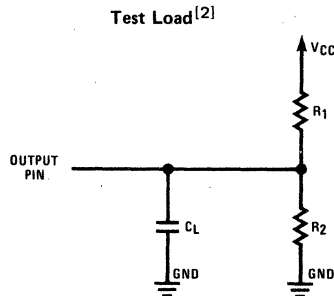 Test Load[2]
VCC
R1
OUTPUT
PIN
CL
R2
GND
GND